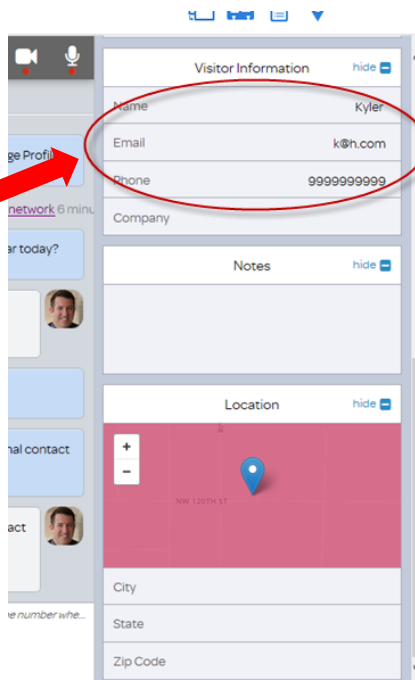 Visitor Information hide
Name Kyler
Email k@h.com
ge Profil
Phone 9999999999
network 6 minu
Company
ar today?
Notes hide
Location hide
nal contact
+
-
NW 120TH ST
act
City
e number whe...
State
Zip Code